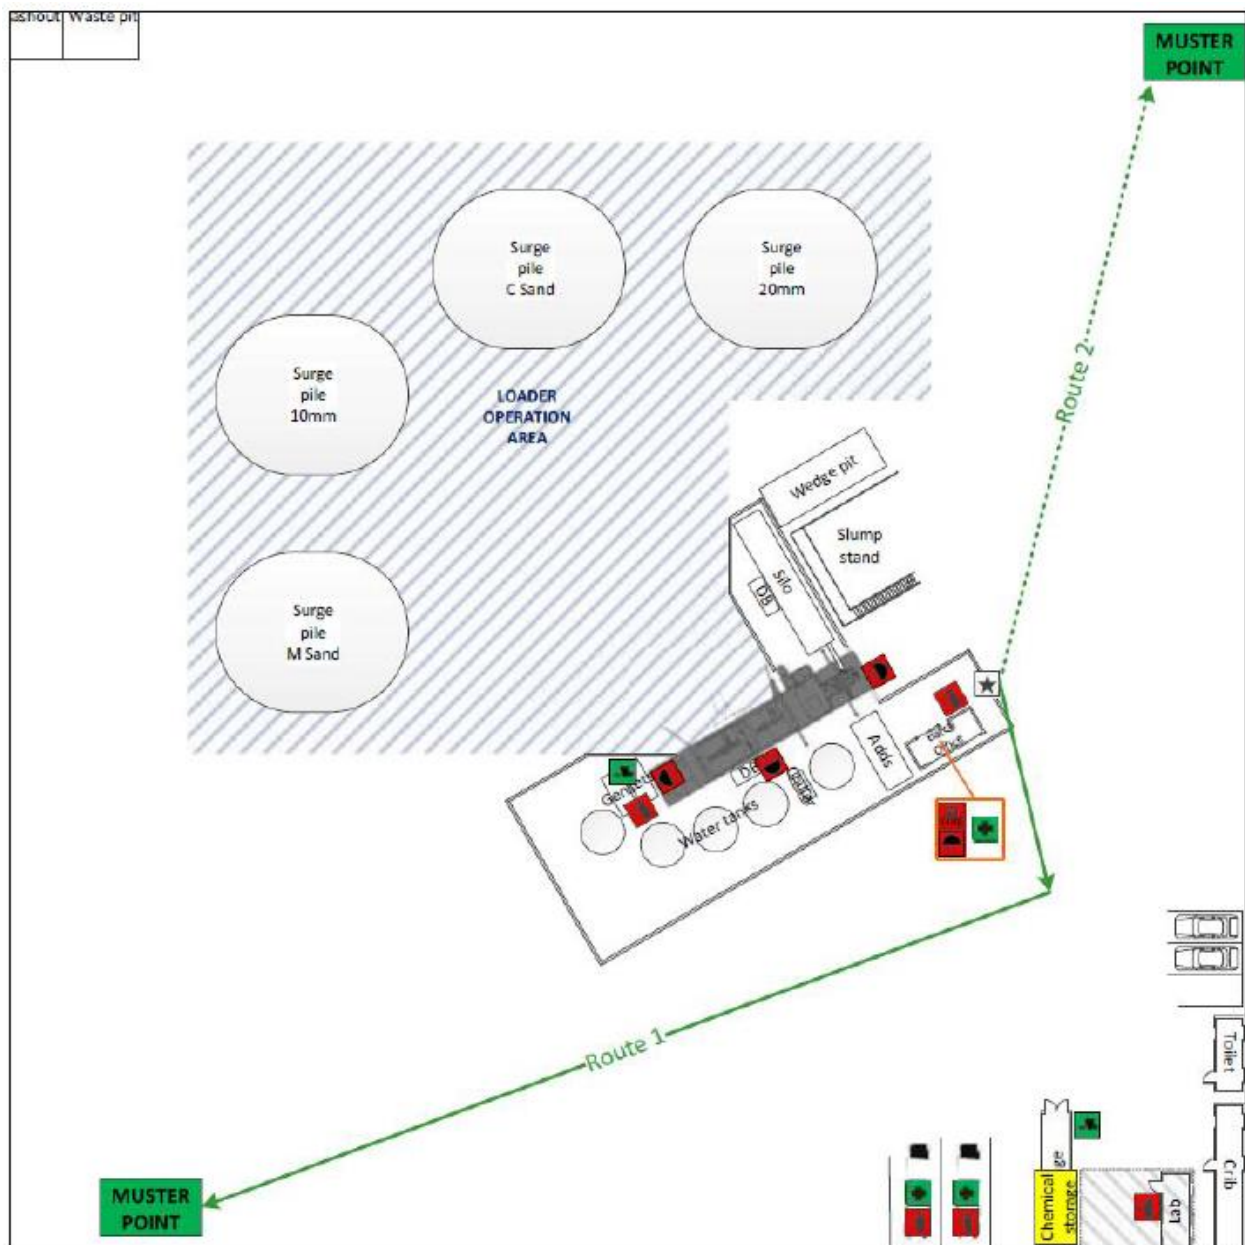 ashout
Waste pit
MUSTER
POINT
Surge
pile
C Sand
Surge
pile
20mm
Surge
pile
10mm
LOADER
OPERATION
AREA
Route 2
Wedge pit
Slump
stand
Silo
DB
Surge
pile
M Sand
Adds
Water tanks
Route 1
Toilet
Crib
ge
Chemical
storage
Lab
MUSTER
POINT